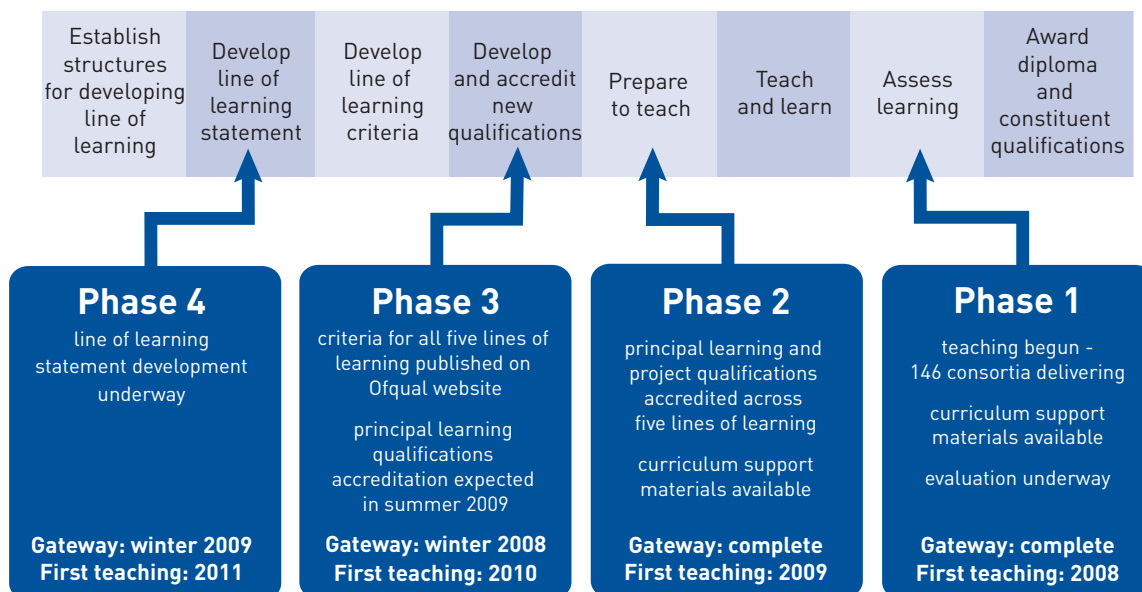 Establish
structures
for developing
line of
learning
Develop
line of
learning
statement
Develop
line of
learning
criteria
Develop
and accredit
new
qualifications
Prepare
to teach
Teach
and learn
Assess
learning
Award
diploma
and
constituent
qualifications
Phase 4
line of learning
statement development
underway
Gateway: winter 2009
First teaching: 2011
Phase 3
criteria for all five lines of
learning published on
Ofqual website
principal learning
qualifications
accreditation expected
in summer 2009
Gateway: winter 2008
First teaching: 2010
Phase 2
principal learning and
project qualifications
accredited across
five lines of learning
curriculum support
materials available
Gateway: complete
First teaching: 2009
Phase 1
teaching begun -
146 consortia delivering
curriculum support
materials available
evaluation underway
Gateway: complete
First teaching: 2008